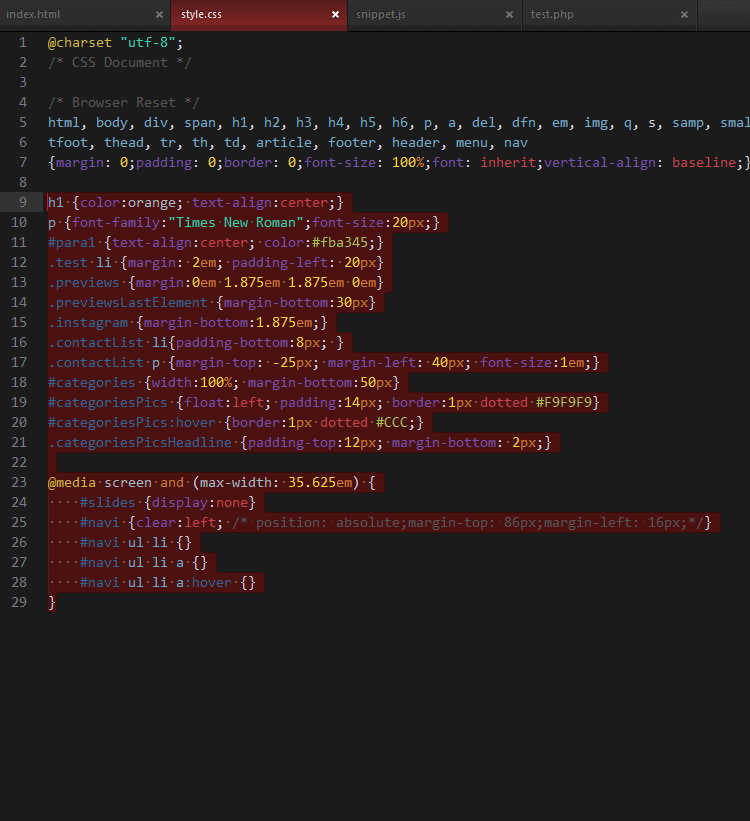 index.html × style.css × snippet.js × test.php ×
1 @charset "utf-8";
2 /* CSS Document */
3
4 /* Browser Reset */
5 html, body, div, span, h1, h2, h3, h4, h5, h6, p, a, del, dfn, em, img, q, s, samp, smal
6 tfoot, thead, tr, th, td, article, footer, header, menu, nav
7 {margin: 0;padding: 0;border: 0;font-size: 100%;font: inherit;vertical-align: baseline;}
8
9 h1 {color:orange; text-align:center;}
10 p {font-family:"Times New Roman";font-size:20px;}
11 #para1 {text-align:center; color:#fba345;}
12 .test li {margin: 2em; padding-left: 20px}
13 .previews {margin:0em 1.875em 1.875em 0em}
14 .previewsLastElement {margin-bottom:30px}
15 .instagram {margin-bottom:1.875em;}
16 .contactList li{padding-bottom:8px; }
17 .contactList p {margin-top: -25px; margin-left: 40px; font-size:1em;}
18 #categories {width:100%; margin-bottom:50px}
19 #categoriesPics {float:left; padding:14px; border:1px dotted #F9F9F9}
20 #categoriesPics:hover {border:1px dotted #CCC;}
21 .categoriesPicsHeadline {padding-top:12px; margin-bottom: 2px;}
22
23 @media screen and (max-width: 35.625em) {
24     #slides {display:none}
25     #navi {clear:left; /* position: absolute;margin-top: 86px;margin-left: 16px;*/}
26     #navi ul li {}
27     #navi ul li a {}
28     #navi ul li a:hover {}
29 }